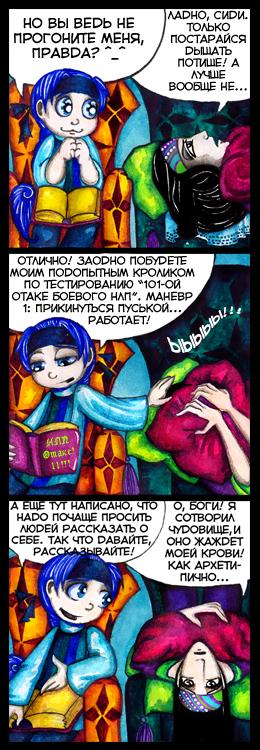 НО ВЫ ВЕДЬ НЕ
ПРОГОНИТЕ МЕНЯ,
ПРАВДА? ^_^
ЛАДНО, СИДИ.
ТОЛЬКО
ПОСТАРАЙСЯ
ДЫШАТЬ
ПОТИШЕ! А
ЛУЧШЕ
ВООБЩЕ НЕ...
ОТЛИЧНО! ЗАОДНО ПОБУДЕТЕ
МОИМ ПОДОПЫТНЫМ КРОЛИКОМ
ПО ТЕСТИРОВАНИЮ "101-ОЙ
ОТАКЕ БОЕВОГО НЛП". МАНЕВР
1: ПРИКИНУТЬСЯ ПУСЬКОЙ...
РАБОТАЕТ!
ЫЫЫЫЫ!!!
НЛП
Отаке!
11!!!
А ЕЩЕ ТУТ НАПИСАНО, ЧТО
НАДО ПОЧАЩЕ ПРОСИТЬ
ЛЮДЕЙ РАССКАЗАТЬ О
СЕБЕ. ТАК ЧТО ДАВАЙТЕ,
РАССКАЗЫВАЙТЕ!
О, БОГИ! Я
СОТВОРИЛ
ЧУДОВИЩЕ,И
ОНО ЖАЖДЕТ
МОЕЙ КРОВИ!
КАК АРХЕТИ-
ПИЧНО...